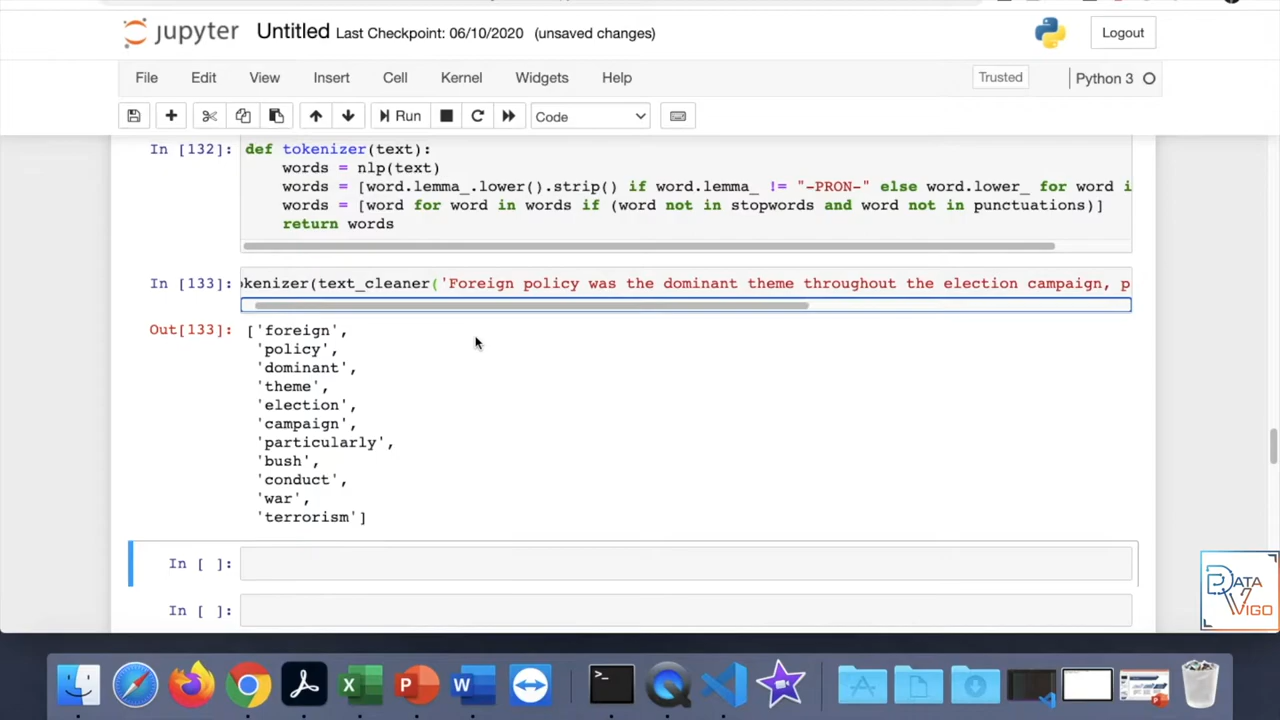 jupyter Untitled Last Checkpoint: 06/10/2020 (unsaved changes) Logout
File Edit View Insert Cell Kernel Widgets Help Trusted Python 3
Run Code
In [132]: def tokenizer(text):
words = nlp(text)
words = [word.lemma_.lower().strip() if word.lemma_ != "-PRON-" else word.lower_ for word i
words = [word for word in words if (word not in stopwords and word not in punctuations)]
return words
In [133]: okenizer(text_cleaner('Foreign policy was the dominant theme throughout the election campaign, p
Out[133]: ['foreign',
'policy',
'dominant',
'theme',
'election',
'campaign',
'particularly',
'bush',
'conduct',
'war',
'terrorism']
In [ ]:
In [ ]:
DATA
VIGO